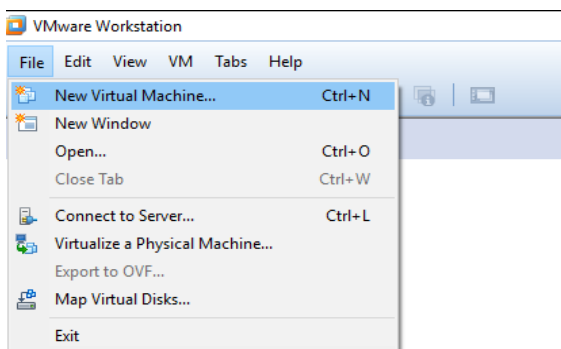 VMware Workstation
File Edit View VM Tabs Help
New Virtual Machine... Ctrl+N
New Window
Open... Ctrl+O
Close Tab Ctrl+W
Connect to Server... Ctrl+L
Virtualize a Physical Machine...
Export to OVF...
Map Virtual Disks...
Exit